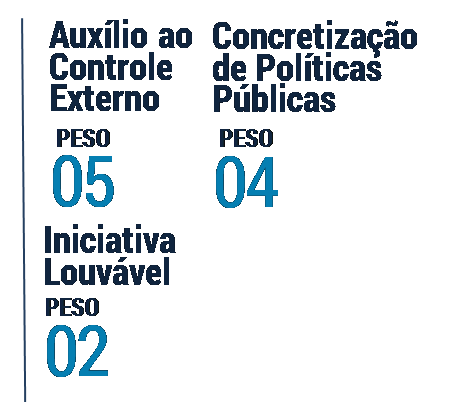 Auxílio ao
Controle
Externo
PESO
05
Concretização
de Políticas
Públicas
PESO
04
Iniciativa
Louvável
PESO
02